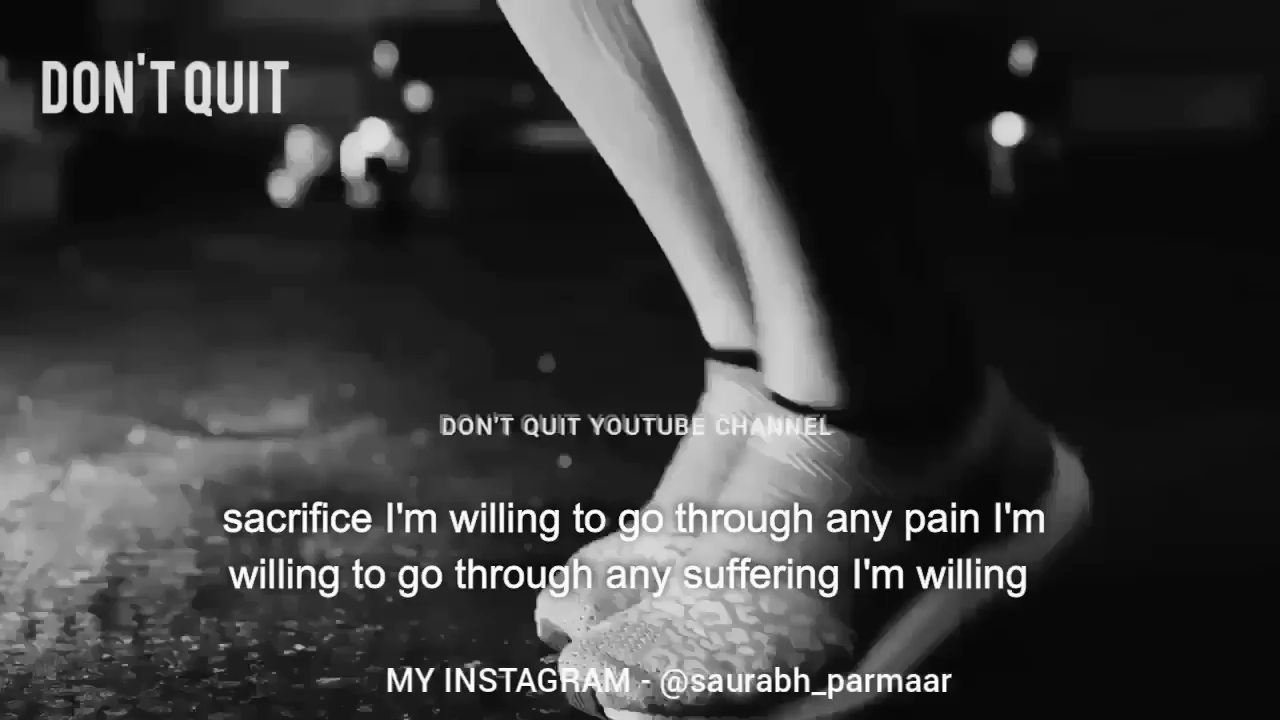 DON'T QUIT
DON'T QUIT YOUTUBE CHANNEL
sacrifice I'm willing to go through any pain I'm
willing to go through any suffering I'm willing
MY INSTAGRAM - @saurabh_parmaar